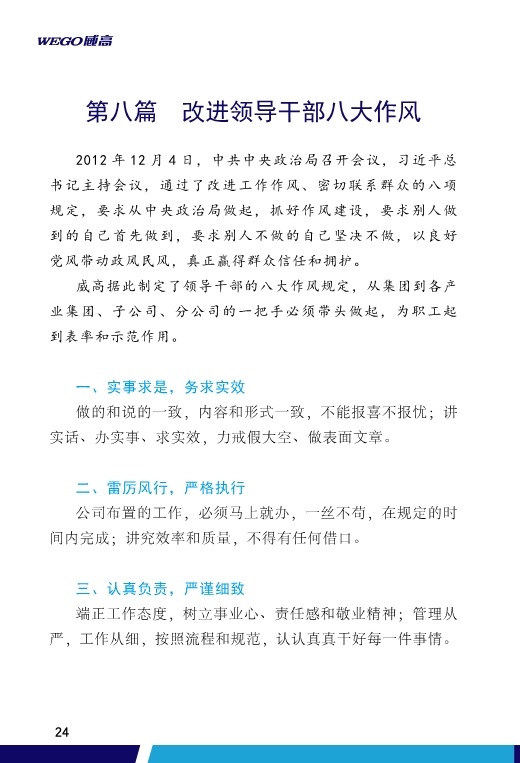 WEGO威高
第八篇 改进领导干部八大作风
2012年12月4日，中共中央政治局召开会议，习近平总
书记主持会议，通过了改进工作作风、密切联系群众的八项
规定，要求从中央政治局做起，抓好作风建设，要求别人做
到的自己首先做到，要求别人不做的自己坚决不做，以良好
党风带动政风民风，真正赢得群众信任和拥护。
威高据此制定了领导干部的八大作风规定，从集团到各产
业集团、子公司、分公司的一把手必须带头做起，为职工起
到表率和示范作用。
一、实事求是，务求实效
做的和说的一致，内容和形式一致，不能报喜不报忧；讲
实话、办实事、求实效，力戒假大空、做表面文章。
二、雷厉风行，严格执行
公司布置的工作，必须马上就办，一丝不苟，在规定的时
间内完成；讲究效率和质量，不得有任何借口。
三、认真负责，严谨细致
端正工作态度，树立事业心、责任感和敬业精神；管理从
严，工作从细，按照流程和规范，认认真真干好每一件事情。
24